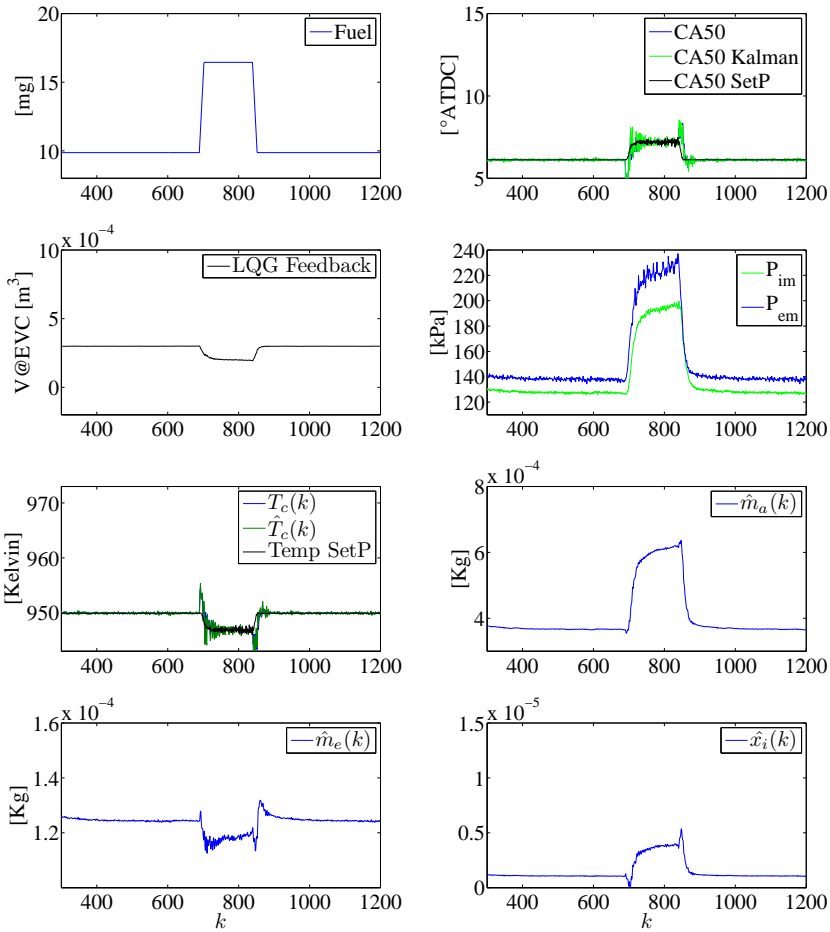 20
15
10
[mg]
Fuel
400 600 800 1000 1200
15
10
5
[°ATDC]
CA50
CA50 Kalman
CA50 SetP
400 600 800 1000 1200
x 10⁻⁴
10
5
0
V@EVC [m³]
LQG Feedback
400 600 800 1000 1200
240
220
200
180
160
140
120
[kPa]
P_im
P_em
400 600 800 1000 1200
970
960
950
[Kelvin]
T_c(k)
T̂_c(k)
Temp SetP
400 600 800 1000 1200
x 10⁻⁴
8
6
4
[Kg]
m̂_a(k)
400 600 800 1000 1200
x 10⁻⁴
1.6
1.4
1.2
[Kg]
m̂_e(k)
400 600 800 1000 1200
k
x 10⁻⁵
1.5
1
0.5
0
x̂_i(k)
400 600 800 1000 1200
k